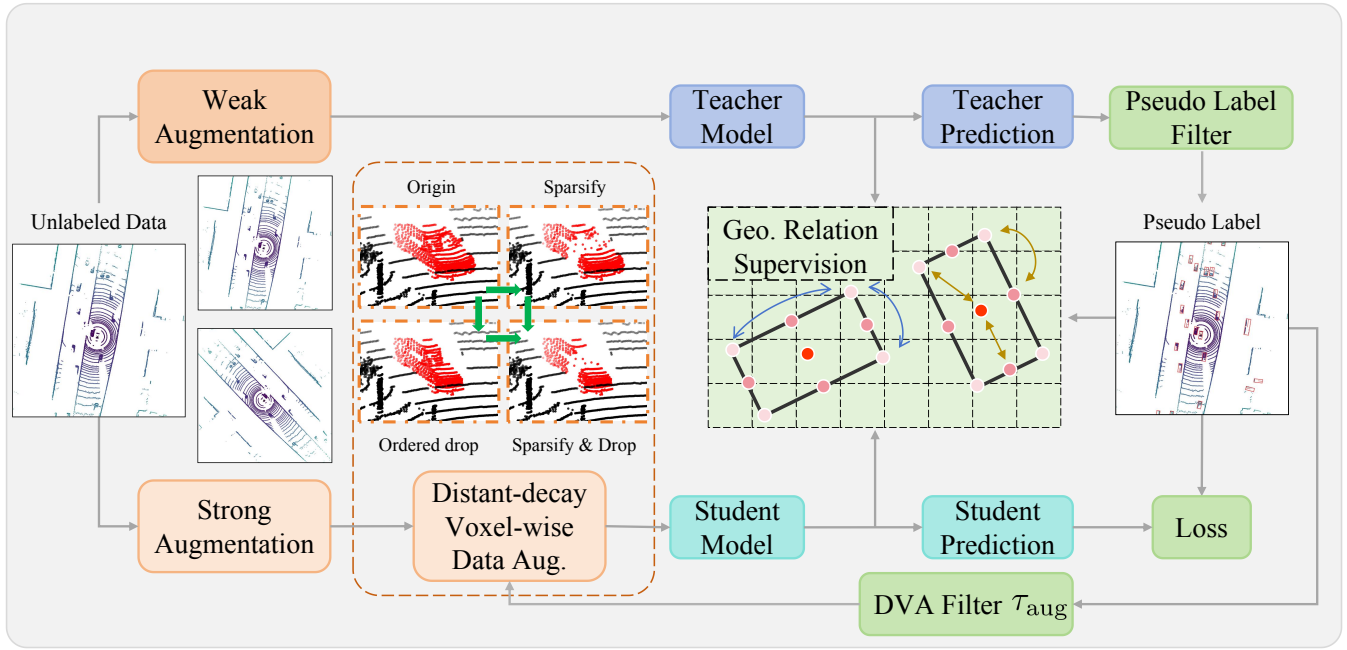 Weak
Augmentation
Teacher
Model
Teacher
Prediction
Pseudo Label
Filter
Unlabeled Data
Origin
Sparsify
Geo. Relation
Supervision
Pseudo Label
Ordered drop
Sparsify & Drop
Strong
Augmentation
Distant-decay
Voxel-wise
Data Aug.
Student
Model
Student
Prediction
Loss
DVA Filter τaug